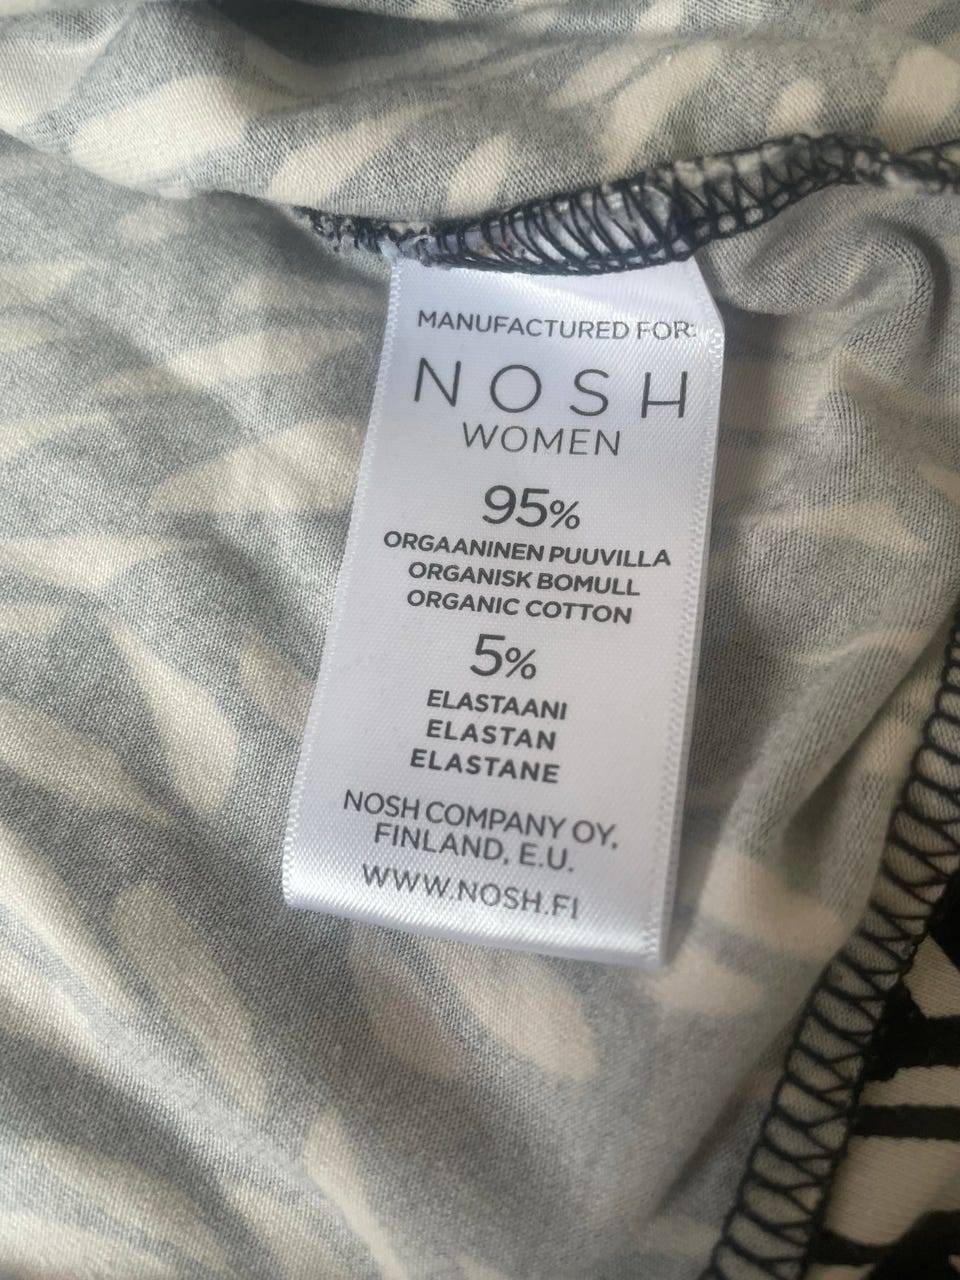 MANUFACTURED FOR:
NOSH
WOMEN
95%
ORGAANINEN PUUVILLA
ORGANISK BOMULL
ORGANIC COTTON
5%
ELASTAANI
ELASTAN
ELASTANE
NOSH COMPANY OY,
FINLAND, E.U.
WWW.NOSH.FI